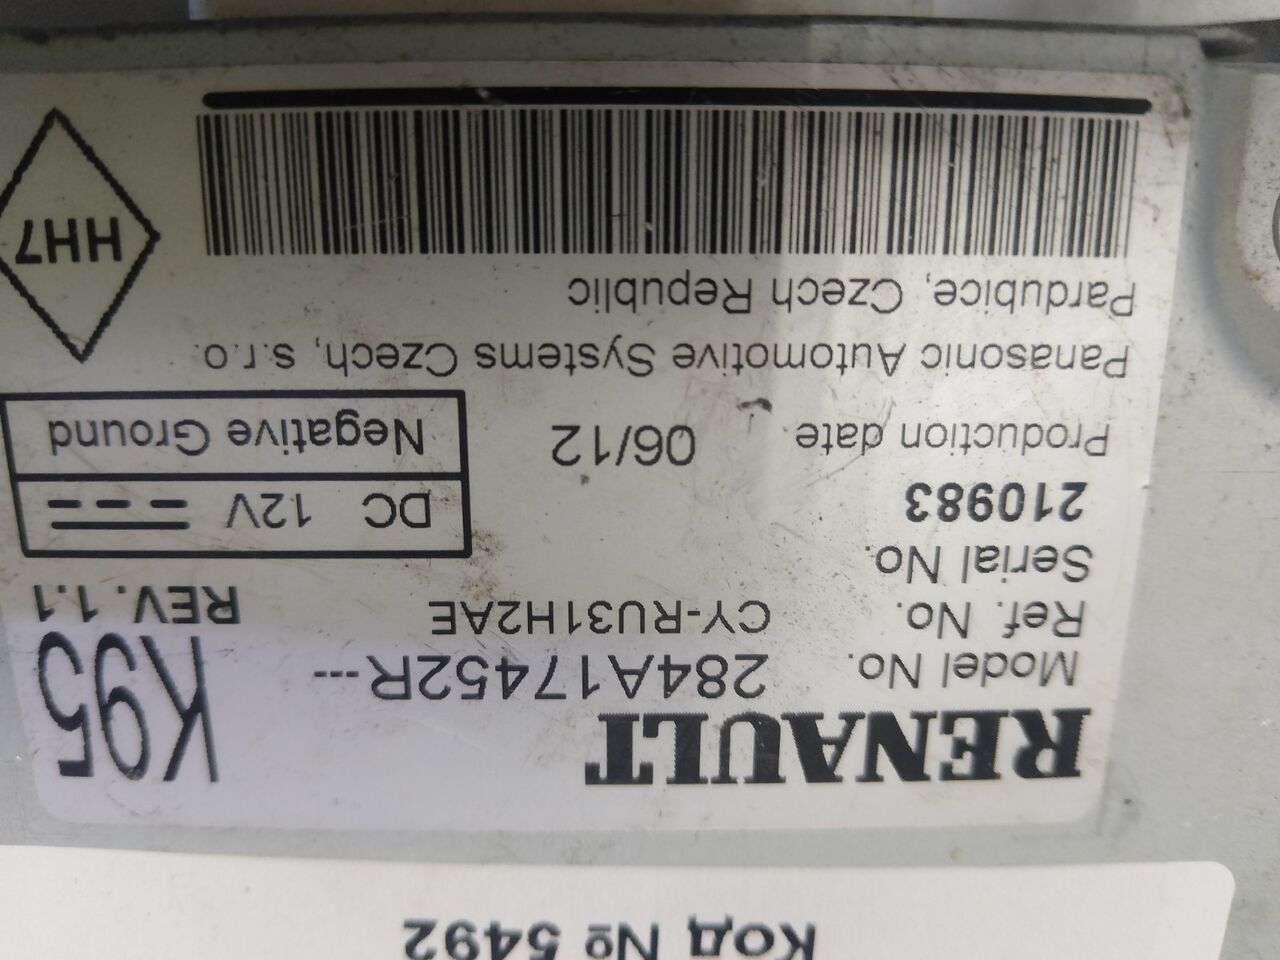 Код № 5492
RENAULT
K95
Model No. 284A17452R---
Ref. No. CY-RU31H2AE
REV. 1.1
Serial No.
210983
DC 12V
Production date 06/12
Negative Ground
Panasonic Automotive Systems Czech, s.r.o.
Pardubice, Czech Republic
HH7